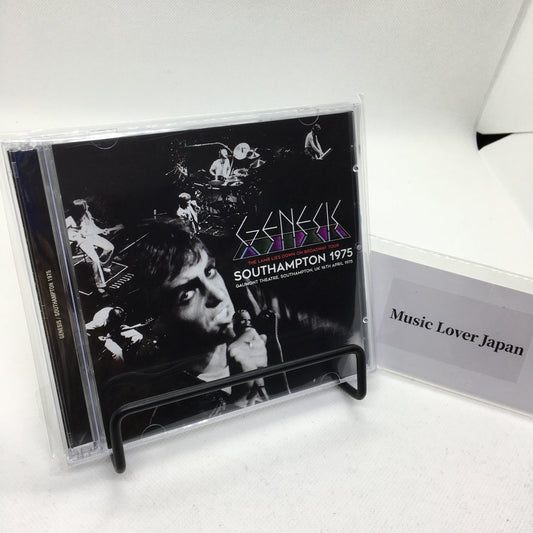 GENESIS
THE LAMB LIES DOWN ON BROADWAY TOUR
SOUTHAMPTON 1975
GAUMONT THEATRE, SOUTHAMPTON, UK 16TH APRIL 1975
GENESIS / SOUTHAMPTON 1975
Music Lover Japan